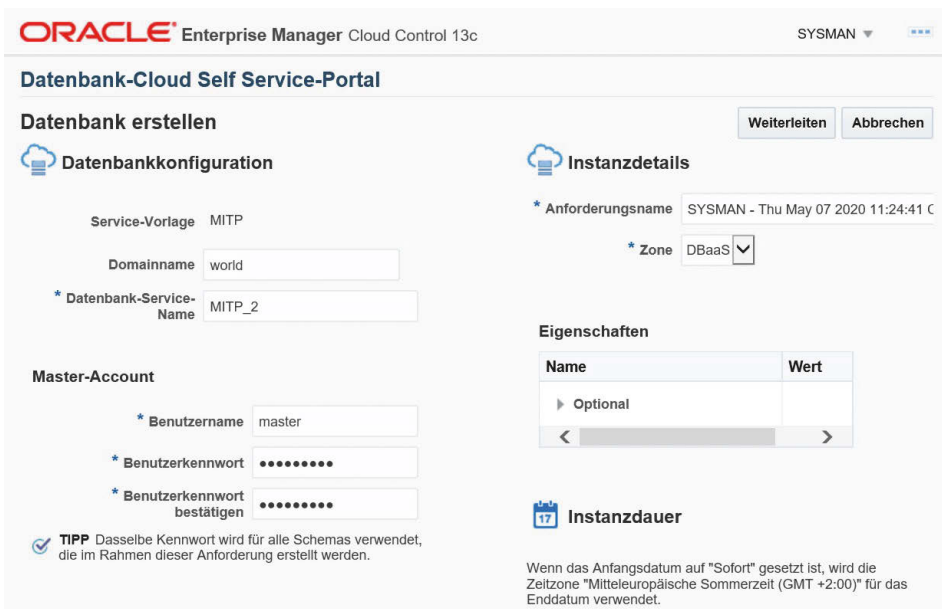 ORACLE Enterprise Manager Cloud Control 13c
SYSMAN
Datenbank-Cloud Self Service-Portal
Datenbank erstellen
Weiterleiten
Abbrechen
Datenbankkonfiguration
Service-Vorlage MITP
Domainname world
* Datenbank-Service-
Name MITP_2
Master-Account
* Benutzername master
* Benutzerkennwort •••••••••
* Benutzerkennwort
bestätigen •••••••••
TIPP Dasselbe Kennwort wird für alle Schemas verwendet,
die im Rahmen dieser Anforderung erstellt werden.
Instanzdetails
* Anforderungsname SYSMAN - Thu May 07 2020 11:24:41
* Zone DBaaS
Eigenschaften
Name Wert
Optional
17 Instanzdauer
Wenn das Anfangsdatum auf "Sofort" gesetzt ist, wird die
Zeitzone "Mitteleuropäische Sommerzeit (GMT +2:00)" für das
Enddatum verwendet.